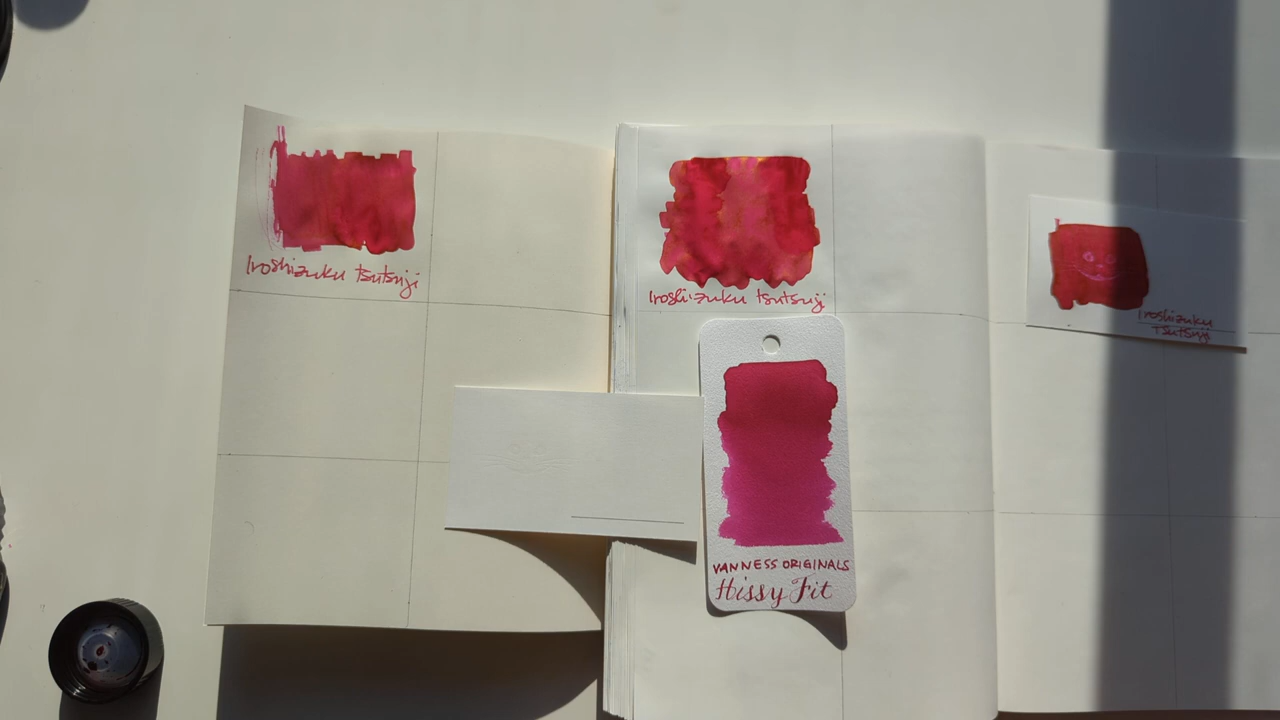 Iroshizuku tsutsuji
Iroshizuku tsutsuji
Iroshizuku
Tsutsuji
VANNESS ORIGINALS
Hissy Fit